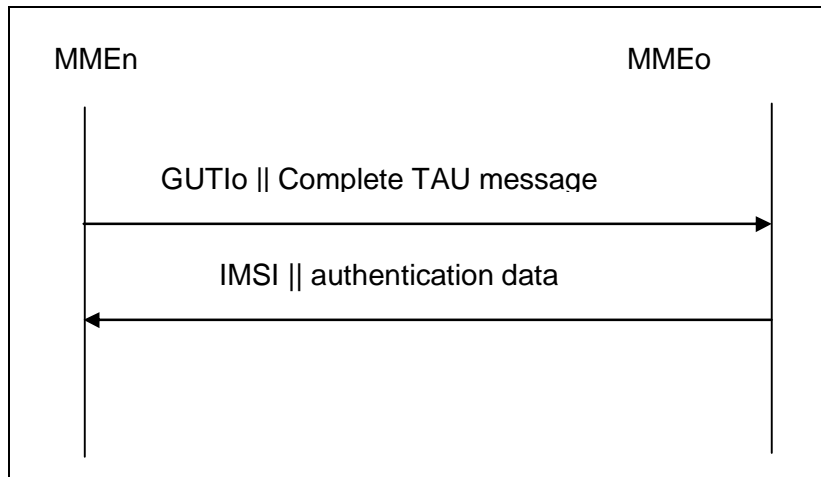 MMEn MMEo
GUTIo || Complete TAU message
IMSI || authentication data